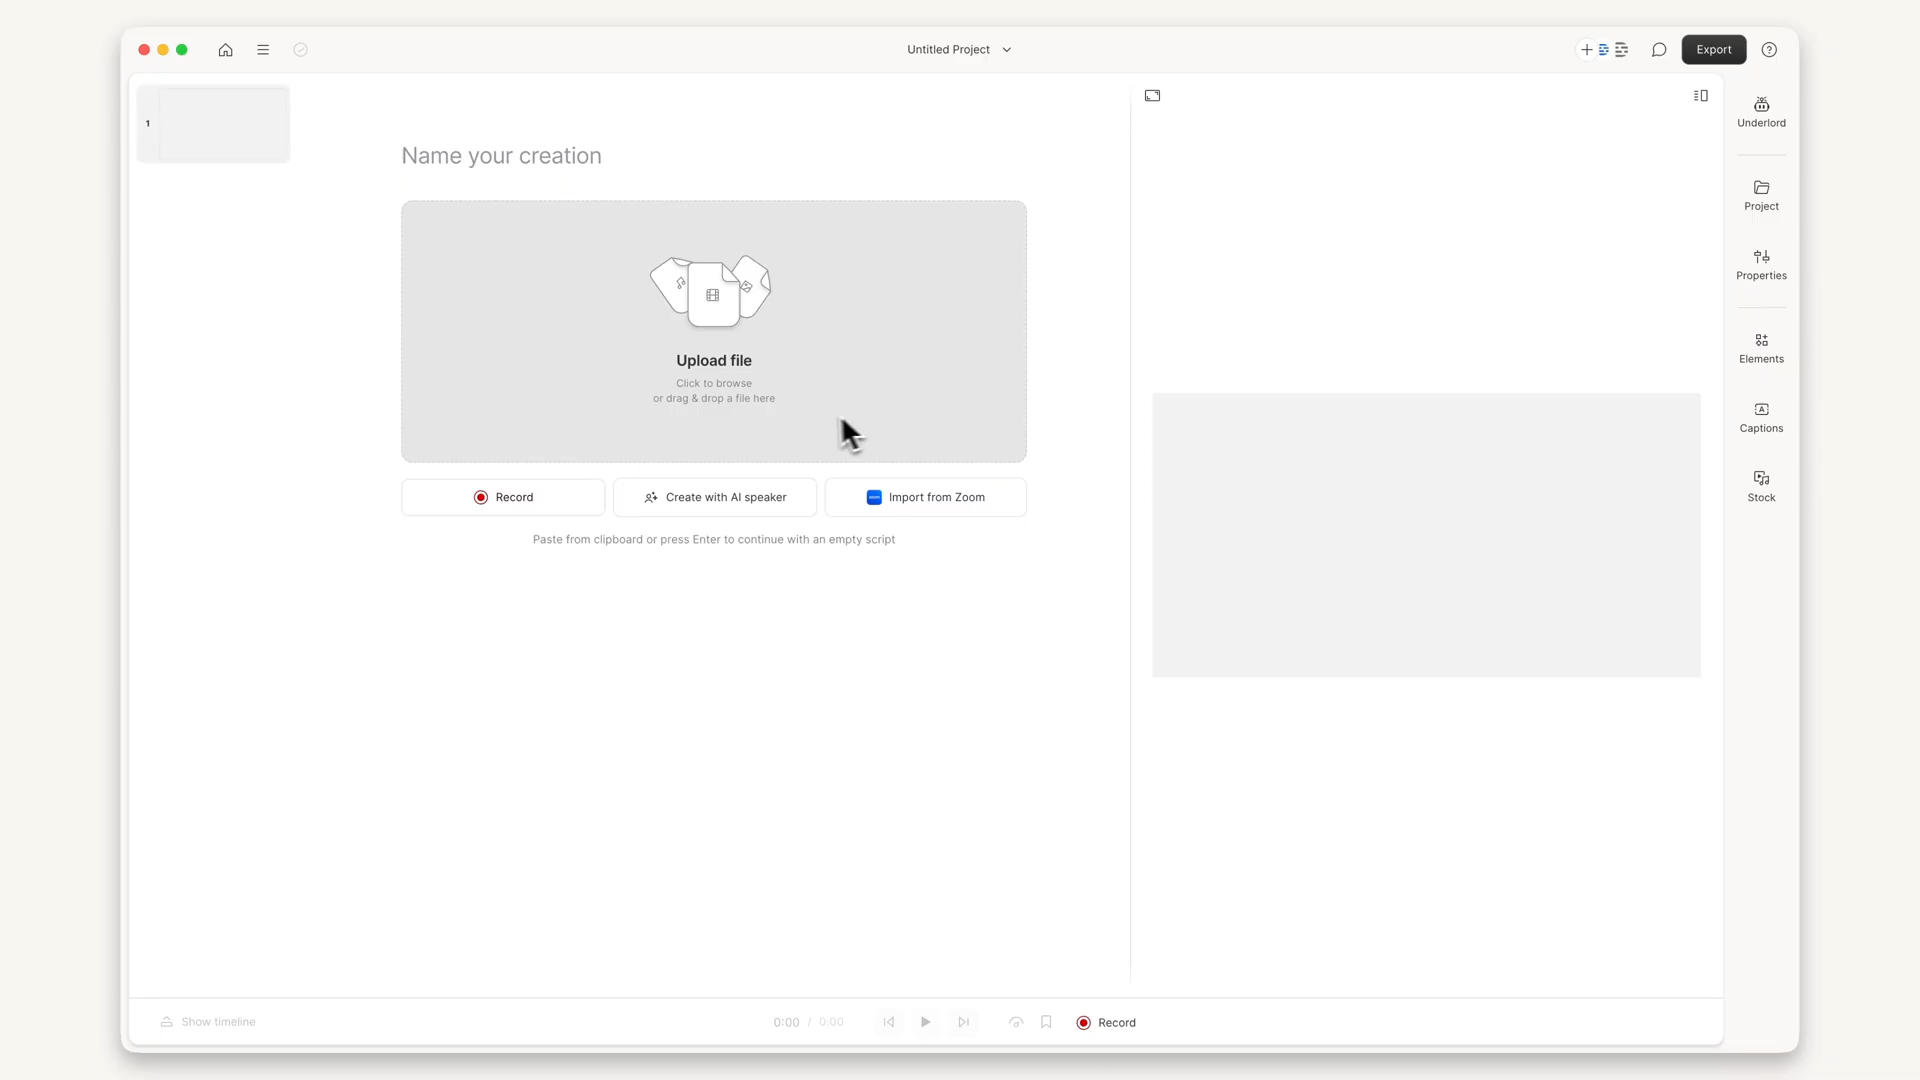 Untitled Project
Export
1
Name your creation
Upload file
Click to browse
or drag & drop a file here
Record
Create with AI speaker
Import from Zoom
Paste from clipboard or press Enter to continue with an empty script
Underlord
Project
Properties
Elements
Captions
Stock
Show timeline
0:00 / 0:00
Record